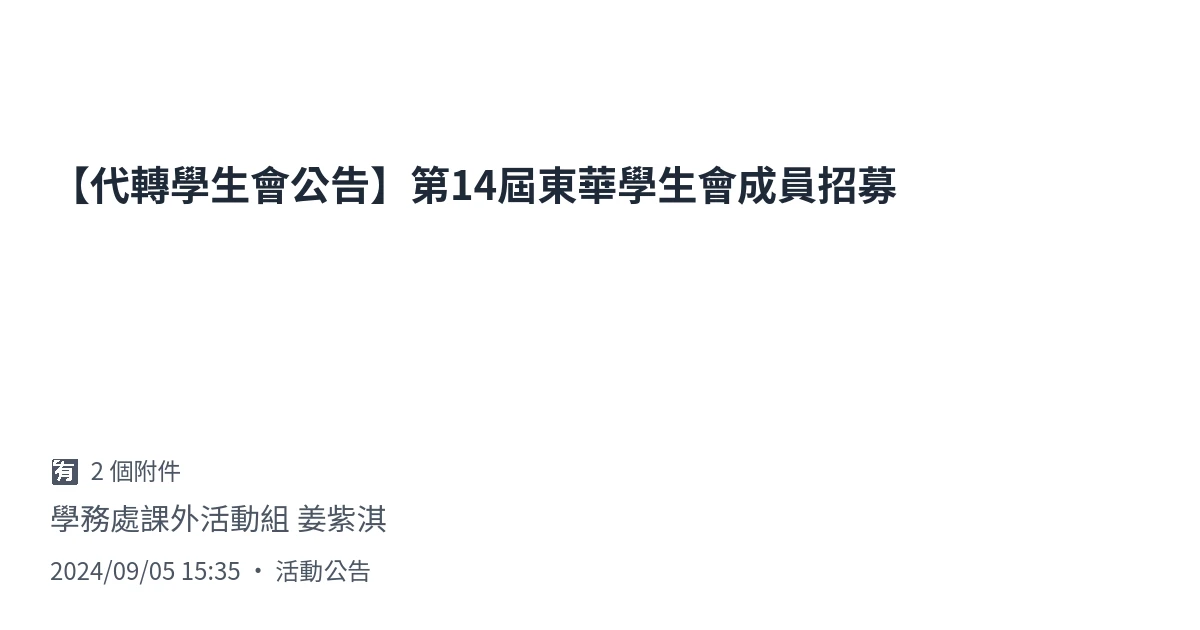 【代轉學生會公告】第14屆東華學生會成員招募
🈶 2 個附件
學務處課外活動組 姜紫淇
2024/09/05 15:35 ・ 活動公告